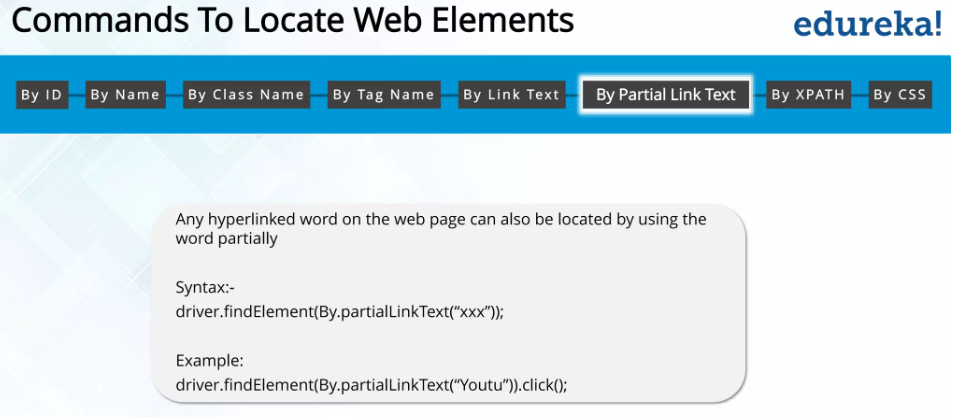 Commands To Locate Web Elements
edureka!
By ID
By Name
By Class Name
By Tag Name
By Link Text
By Partial Link Text
By XPATH
By CSS
Any hyperlinked word on the web page can also be located by using the
word partially
Syntax:-
driver.findElement(By.partialLinkText(“xxx”));
Example:
driver.findElement(By.partialLinkText(“Youtu”)).click();